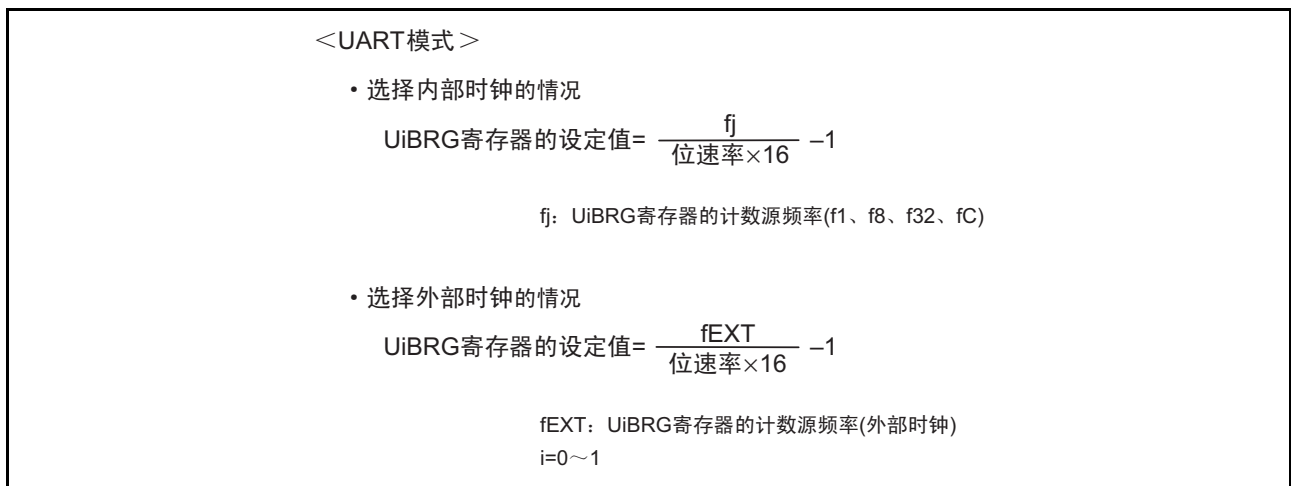 ＜UART模式＞
• 选择内部时钟的情况
fj
UiBRG寄存器的设定值= –1
位速率×16
fj：UiBRG寄存器的计数源频率(f1、f8、f32、fC)
• 选择外部时钟的情况
fEXT
UiBRG寄存器的设定值= –1
位速率×16
fEXT：UiBRG寄存器的计数源频率(外部时钟)
i=0～1